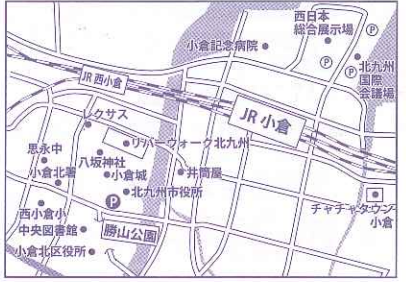 西日本
総合展示場
小倉記念病院
P
P
P
北九州
国際
会議場
JR 西小倉
JR 小倉
レクサス
リバーウォーク北九州
思永中
八坂神社
小倉城
井筒屋
小倉北署
北九州市役所
P
チャチャタウン
小倉
西小倉小
中央図書館
勝山公園
小倉北区役所